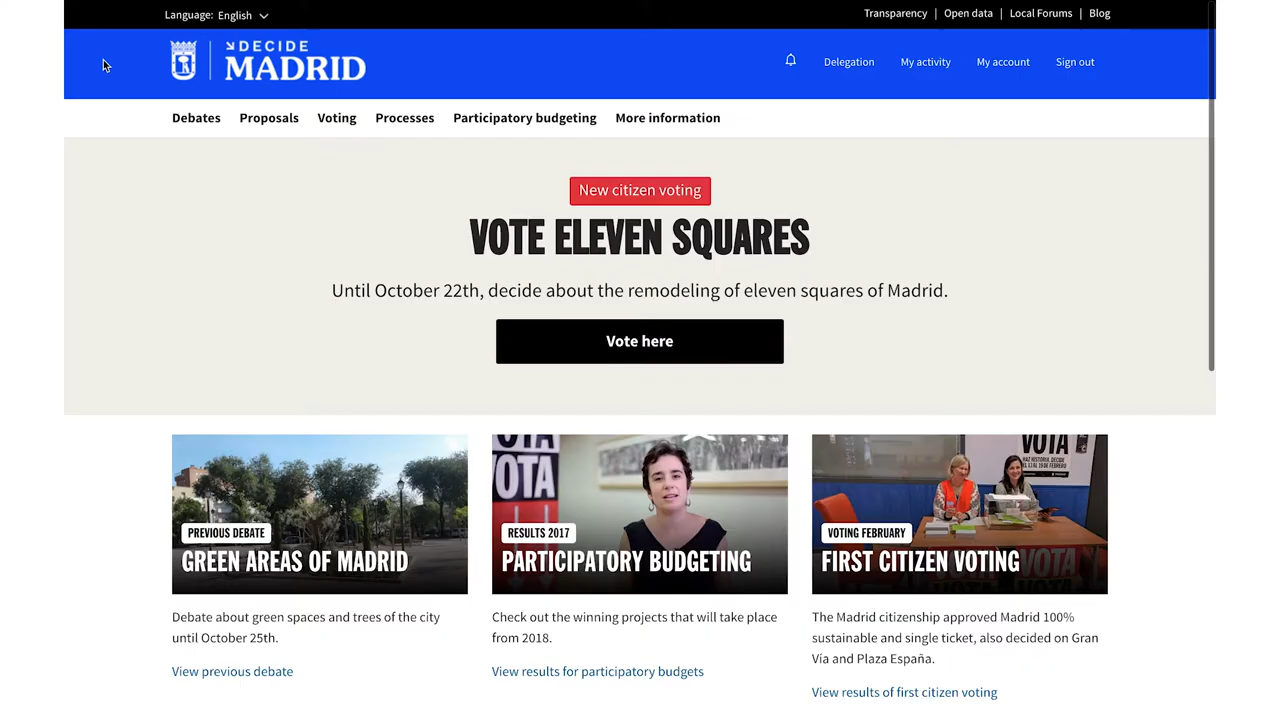 Language: English
Transparency | Open data | Local Forums | Blog
DECIDE
MADRID
Delegation My activity My account Sign out
Debates Proposals Voting Processes Participatory budgeting More information
New citizen voting
VOTE ELEVEN SQUARES
Until October 22th, decide about the remodeling of eleven squares of Madrid.
Vote here
PREVIOUS DEBATE
GREEN AREAS OF MADRID
Debate about green spaces and trees of the city
until October 25th.
View previous debate
VOTA
VOTA
RESULTS 2017
PARTICIPATORY BUDGETING
Check out the winning projects that will take place
from 2018.
View results for participatory budgets
VOTA
VOTING FEBRUARY
FIRST CITIZEN VOTING
The Madrid citizenship approved Madrid 100%
sustainable and single ticket, also decided on Gran
Vía and Plaza España.
View results of first citizen voting